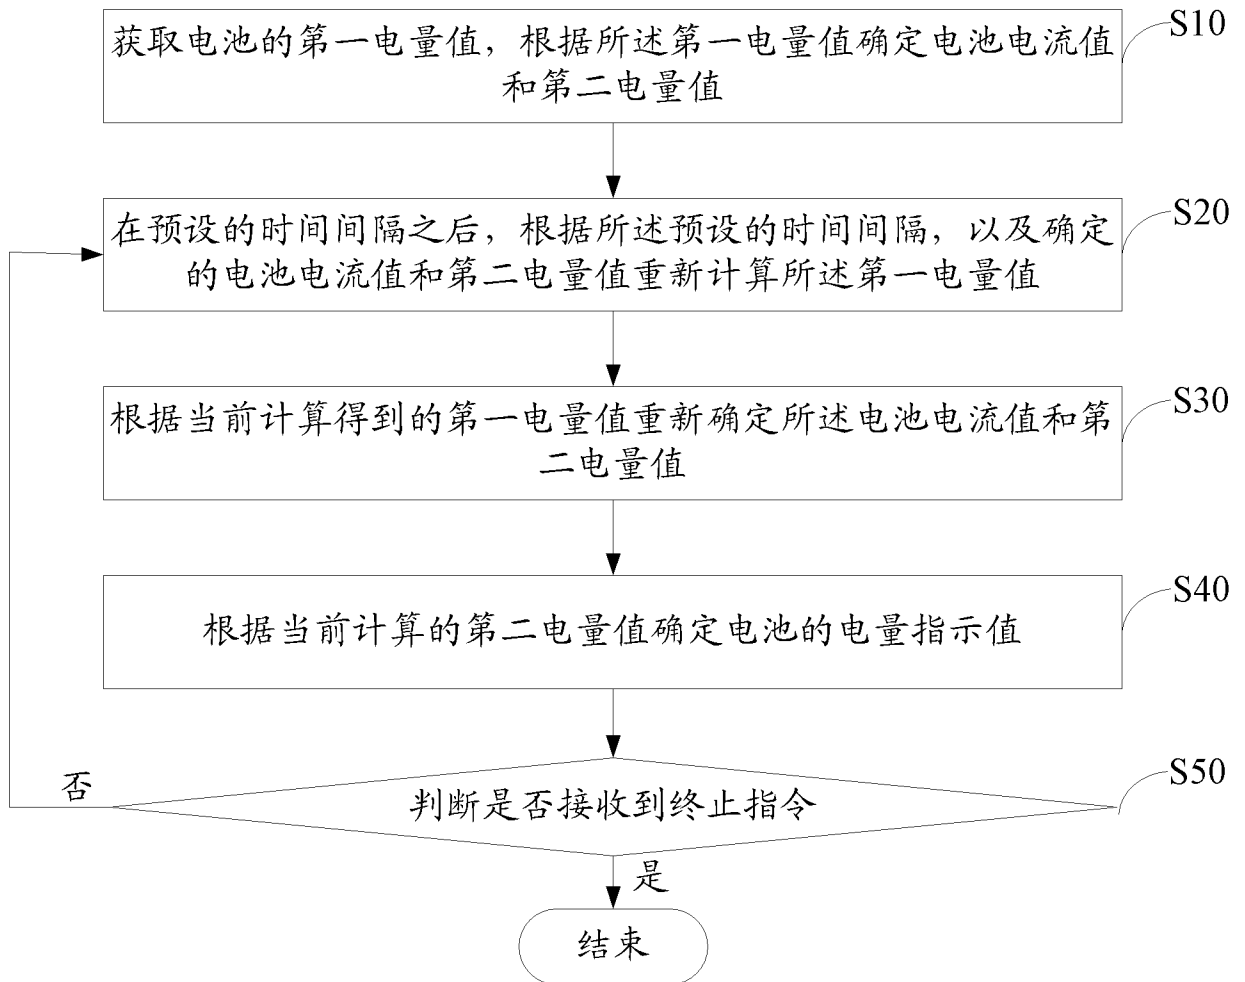 获取电池的第一电量值，根据所述第一电量值确定电池电流值
和第二电量值
S10
在预设的时间间隔之后，根据所述预设的时间间隔，以及确定
的电池电流值和第二电量值重新计算所述第一电量值
S20
根据当前计算得到的第一电量值重新确定所述电池电流值和第
二电量值
S30
根据当前计算的第二电量值确定电池的电量指示值
S40
判断是否接收到终止指令
S50
否
是
结束